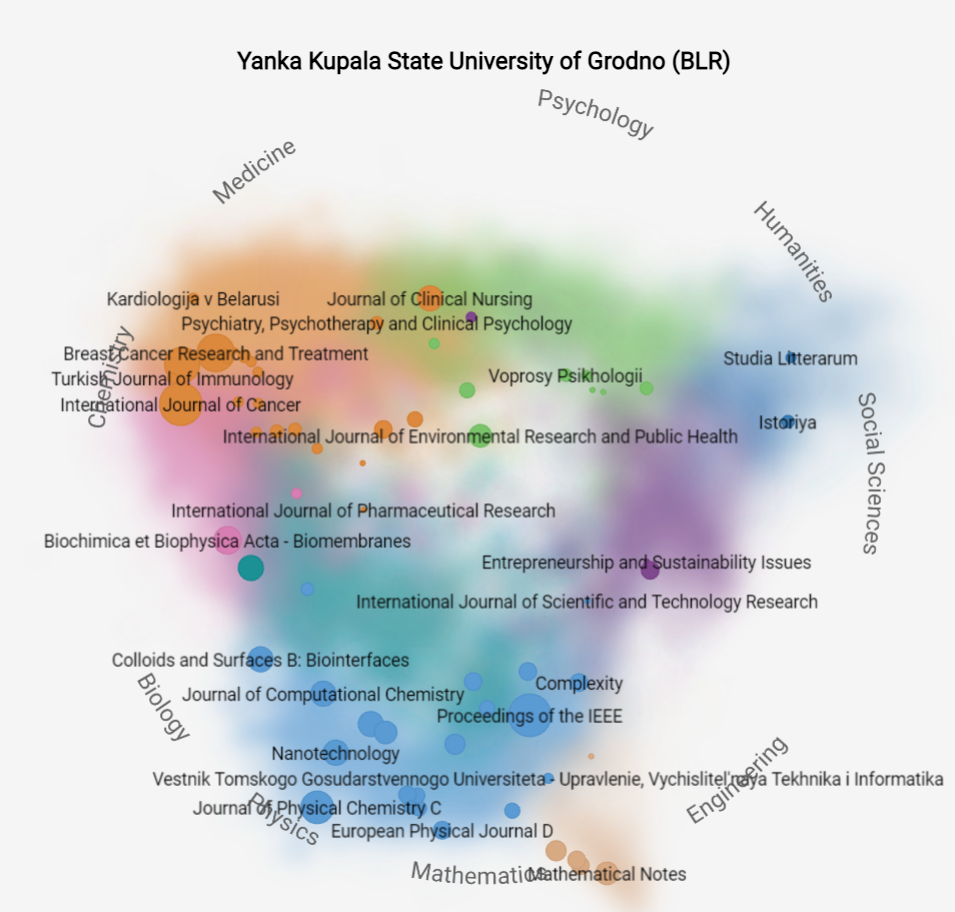 Yanka Kupala State University of Grodno (BLR)
Psychology
Medicine
Humanities
Kardiologija v Belarusi
Journal of Clinical Nursing
Psychiatry, Psychotherapy and Clinical Psychology
Chemistry
Breast Cancer Research and Treatment
Studia Litterarum
Turkish Journal of Immunology
Voprosy Psikhologii
International Journal of Cancer
Istoriya
Social Sciences
International Journal of Environmental Research and Public Health
International Journal of Pharmaceutical Research
Biochimica et Biophysica Acta - Biomembranes
Entrepreneurship and Sustainability Issues
International Journal of Scientific and Technology Research
Colloids and Surfaces B: Biointerfaces
Biology
Journal of Computational Chemistry
Complexity
Proceedings of the IEEE
Nanotechnology
Engineering
Vestnik Tomskogo Gosudarstvennogo Universiteta - Upravlenie, Vychislitel'naya Tekhnika i Informatika
Journal of Physical Chemistry C
Physics
European Physical Journal D
Mathematics
Mathematical Notes